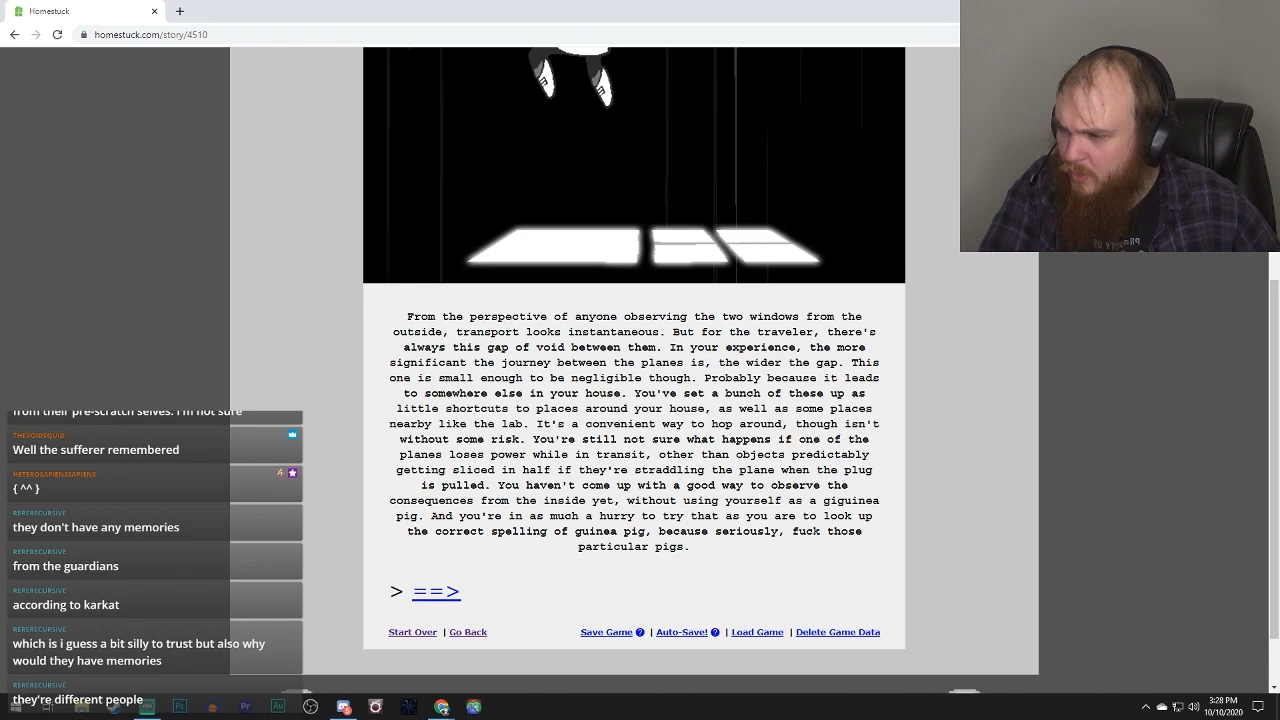 Homestuck
homestuck.com/story/4510
From the perspective of anyone observing the two windows from the
outside, transport looks instantaneous. But for the traveler, there's
always this gap of void between them. In your experience, the more
significant the journey between the planes is, the wider the gap. This
one is small enough to be negligible though. Probably because it leads
to somewhere else in your house. You've set a bunch of these up as
little shortcuts to places around your house, as well as some places
nearby like the lab. It's a convenient way to hop around, though isn't
without some risk. You're still not sure what happens if one of the
planes loses power while in transit, other than objects predictably
getting sliced in half if they're straddling the plane when the plug
is pulled. You haven't come up with a good way to observe the
consequences from the inside yet, without using yourself as a giguinea
pig. And you're in as much a hurry to try that as you are to look up
the correct spelling of guinea pig, because seriously, fuck those
particular pigs.
> ==>
Start Over | Go Back
Save Game ? | Auto-Save! ? | Load Game | Delete Game Data
from their pre-scratch selves. I'm not sure
THEVOIDSQUID
Well the sufferer remembered
HETEROSAPIENSSAPIENS
{ ^^ }
RERERECURSIVE
they don't have any memories
RERERECURSIVE
from the guardians
RERERECURSIVE
according to karkat
RERERECURSIVE
which is i guess a bit silly to trust but also why
would they have memories
RERERECURSIVE
they're different people
Ps
Pr
Au
3:28 PM
10/10/2020